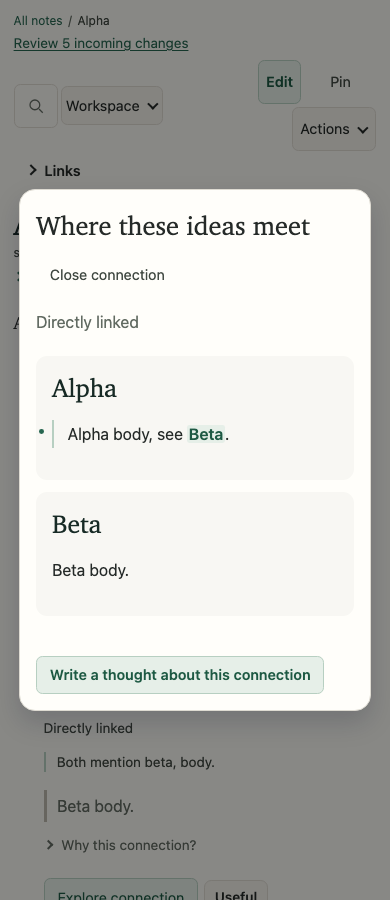 All notes / Alpha
Review 5 incoming changes
Edit
Pin
Workspace
Actions
Links
Where these ideas meet
Close connection
Directly linked
Alpha
Alpha body, see Beta.
Beta
Beta body.
Write a thought about this connection
Directly linked
Both mention beta, body.
Beta body.
Why this connection?
Explore connection
Useful